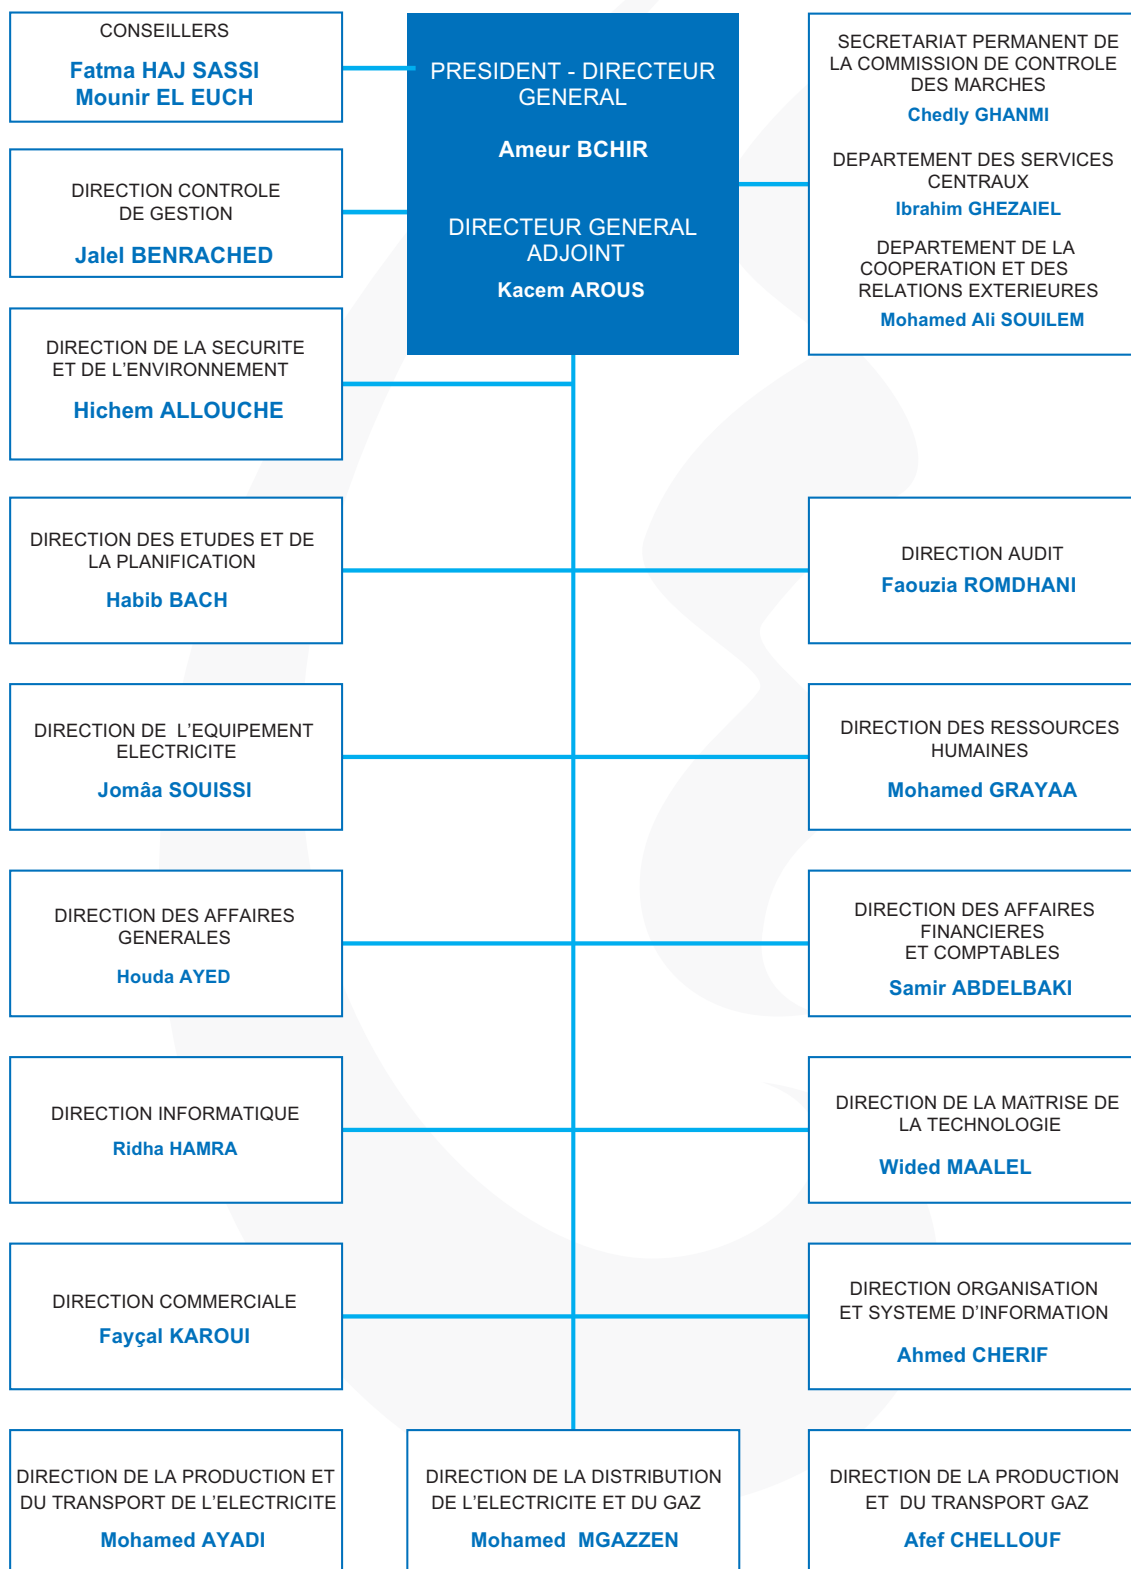 CONSEILLERS
Fatma HAJ SASSI
Mounir EL EUCH
PRESIDENT - DIRECTEUR
GENERAL
Ameur BCHIR
DIRECTEUR GENERAL
ADJOINT
Kacem AROUS
SECRETARIAT PERMANENT DE
LA COMMISSION DE CONTROLE
DES MARCHES
Chedly GHANMI
DEPARTEMENT DES SERVICES
CENTRAUX
Ibrahim GHEZAIEL
DEPARTEMENT DE LA
COOPERATION ET DES
RELATIONS EXTERIEURES
Mohamed Ali SOUILEM
DIRECTION CONTROLE
DE GESTION
Jalel BENRACHED
DIRECTION DE LA SECURITE
ET DE L’ENVIRONNEMENT
Hichem ALLOUCHE
DIRECTION DES ETUDES ET DE
LA PLANIFICATION
Habib BACH
DIRECTION AUDIT
Faouzia ROMDHANI
DIRECTION DE L’EQUIPEMENT
ELECTRICITE
Jomâa SOUISSI
DIRECTION DES RESSOURCES
HUMAINES
Mohamed GRAYAA
DIRECTION DES AFFAIRES
GENERALES
Houda AYED
DIRECTION DES AFFAIRES
FINANCIERES
ET COMPTABLES
Samir ABDELBAKI
DIRECTION INFORMATIQUE
Ridha HAMRA
DIRECTION DE LA MAîTRISE DE
LA TECHNOLOGIE
Wided MAALEL
DIRECTION COMMERCIALE
Fayçal KAROUI
DIRECTION ORGANISATION
ET SYSTEME D’INFORMATION
Ahmed CHERIF
DIRECTION DE LA PRODUCTION ET
DU TRANSPORT DE L’ELECTRICITE
Mohamed AYADI
DIRECTION DE LA DISTRIBUTION
DE L’ELECTRICITE ET DU GAZ
Mohamed MGAZZEN
DIRECTION DE LA PRODUCTION
ET DU TRANSPORT GAZ
Afef CHELLOUF